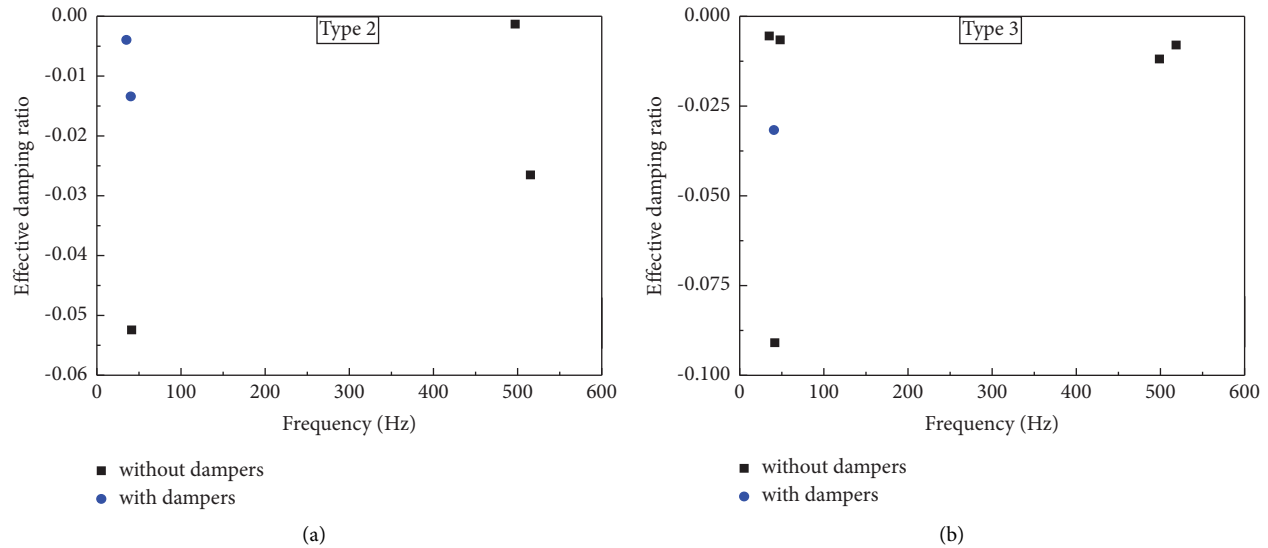 0.00
-0.01
-0.02
-0.03
-0.04
-0.05
-0.06
Effective damping ratio
Type 2
0 100 200 300 400 500 600
Frequency (Hz)
without dampers
with dampers
(a)
0.000
-0.025
-0.050
-0.075
-0.100
Effective damping ratio
Type 3
0 100 200 300 400 500 600
Frequency (Hz)
without dampers
with dampers
(b)